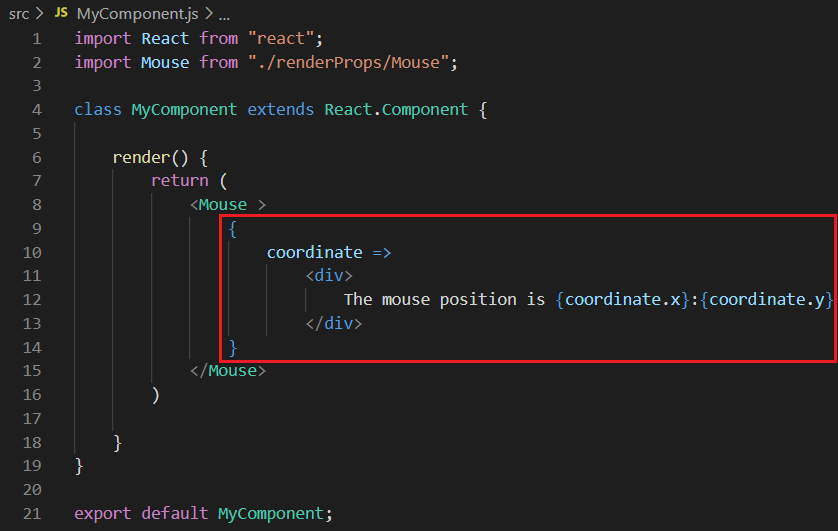 src > JS MyComponent.js > ...
1 import React from "react";
2 import Mouse from "./renderProps/Mouse";
3
4 class MyComponent extends React.Component {
5
6     render() {
7         return (
8             <Mouse >
9                 {
10                     coordinate =>
11                         <div>
12                             The mouse position is {coordinate.x}:{coordinate.y}
13                         </div>
14                 }
15             </Mouse>
16         )
17
18     }
19 }
20
21 export default MyComponent;